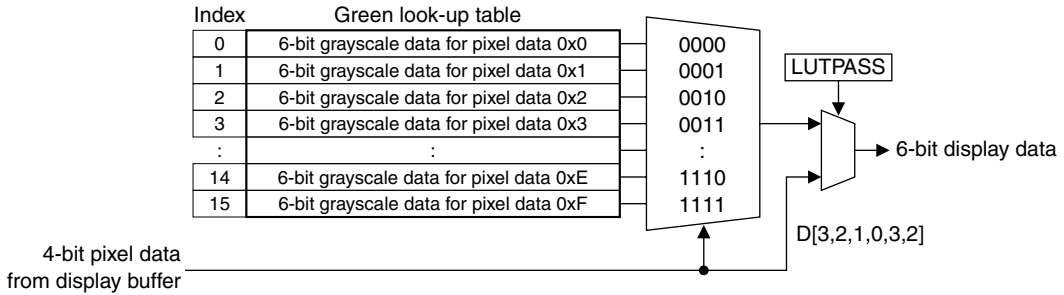 Index Green look-up table
0 6-bit grayscale data for pixel data 0x0 0000
1 6-bit grayscale data for pixel data 0x1 0001
LUTPASS
2 6-bit grayscale data for pixel data 0x2 0010
3 6-bit grayscale data for pixel data 0x3 0011
: : :
6-bit display data
14 6-bit grayscale data for pixel data 0xE 1110
15 6-bit grayscale data for pixel data 0xF 1111
D[3,2,1,0,3,2]
4-bit pixel data
from display buffer